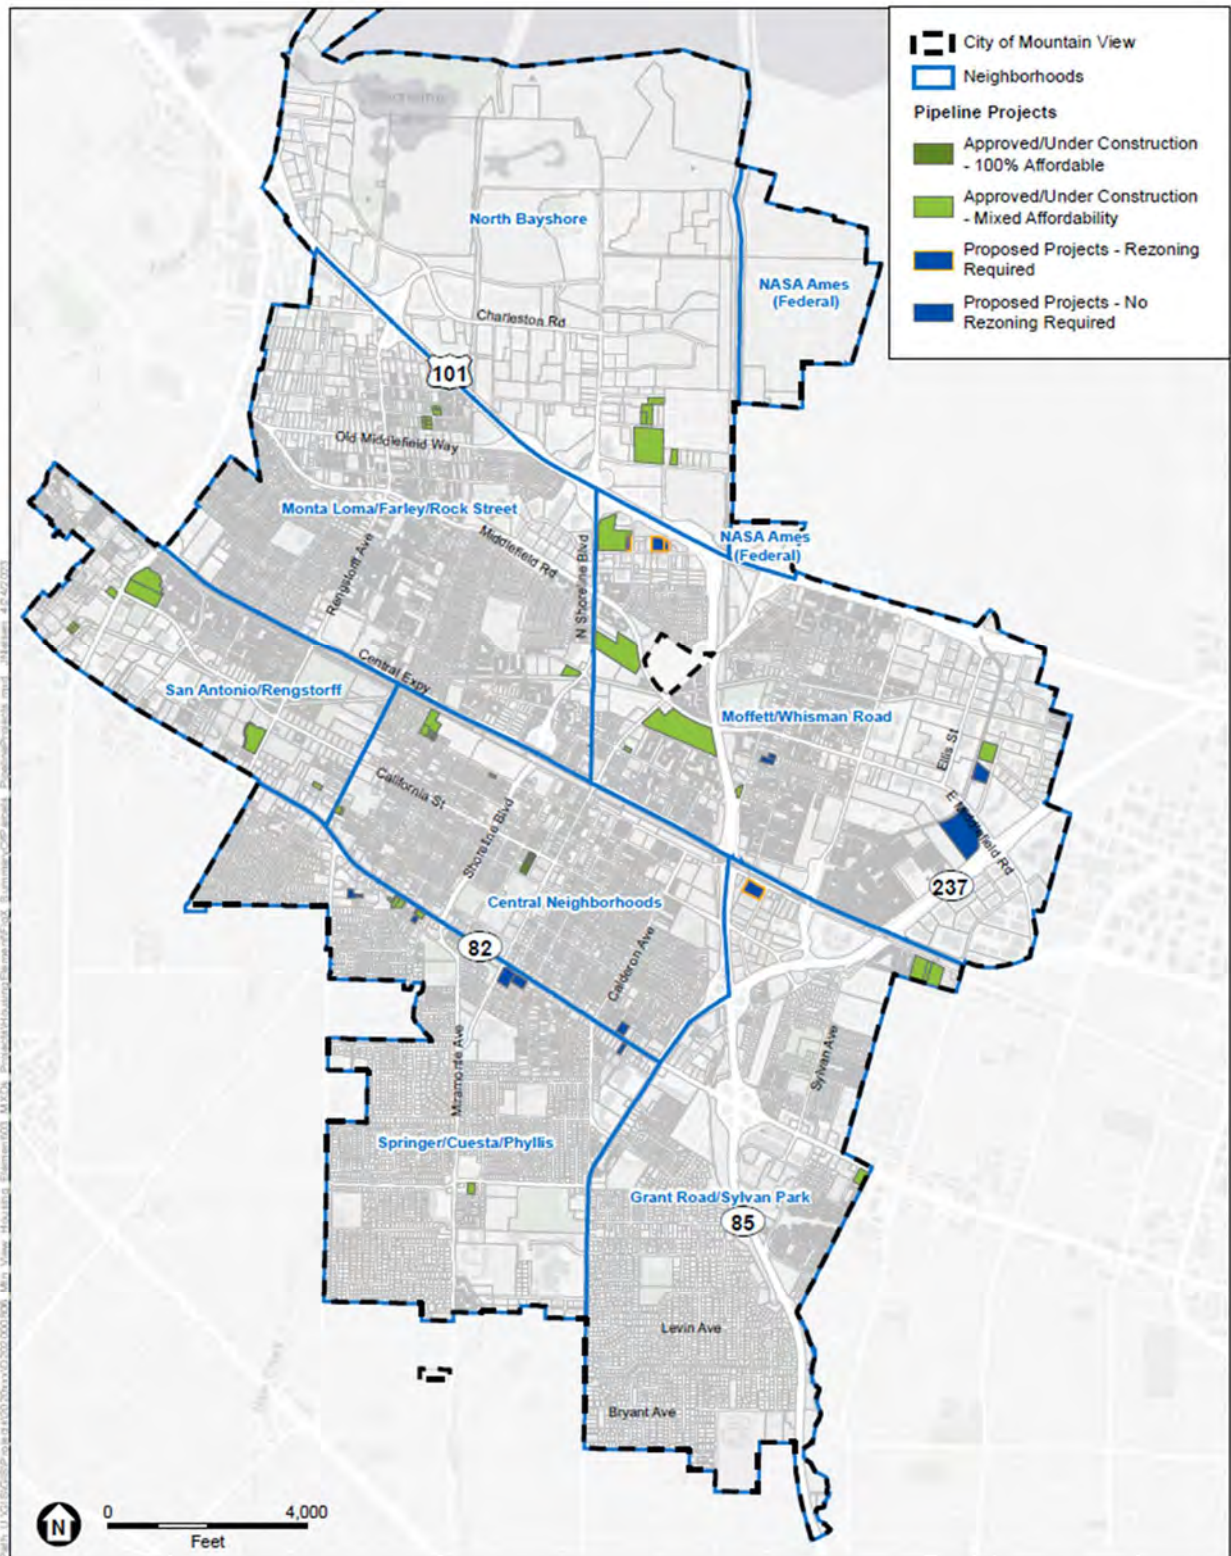 City of Mountain View
Neighborhoods
Pipeline Projects
Approved/Under Construction
- 100% Affordable
Approved/Under Construction
- Mixed Affordability
Proposed Projects - Rezoning
Required
Proposed Projects - No
Rezoning Required
North Bayshore
NASA Ames
(Federal)
Charleston Rd
101
Old Middlefield Way
Monta Loma/Farley/Rock Street
Middlefield Rd
NASA Ames
(Federal)
Rengstorff Ave
N Shoreline Blvd
Central Expy
San Antonio/Rengstorff
Moffett/Whisman Road
Ellis St
California St
E Middlefield Rd
Shoreline Blvd
237
Central Neighborhoods
82
Calderon Ave
Sylvan Ave
Miramonte Ave
Springer/Cuesta/Phyllis
Grant Road/Sylvan Park
85
Levin Ave
Bryant Ave
N
0 4,000
Feet